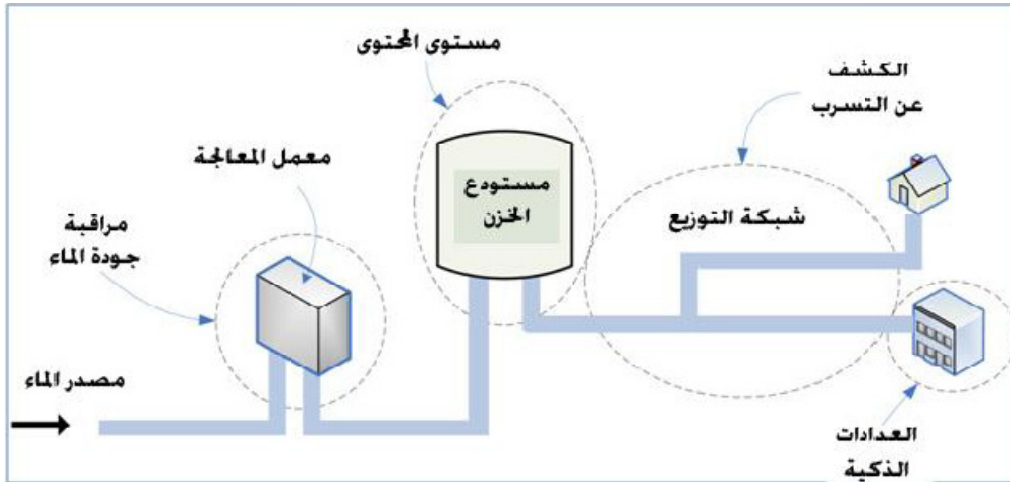 مستوى المحتوى
الكشف
عن التسرب
معمل المعالجة
مستودع
الخزن
شبكة التوزيع
مراقبة
جودة الماء
مصدر الماء
العدادات
الذكية